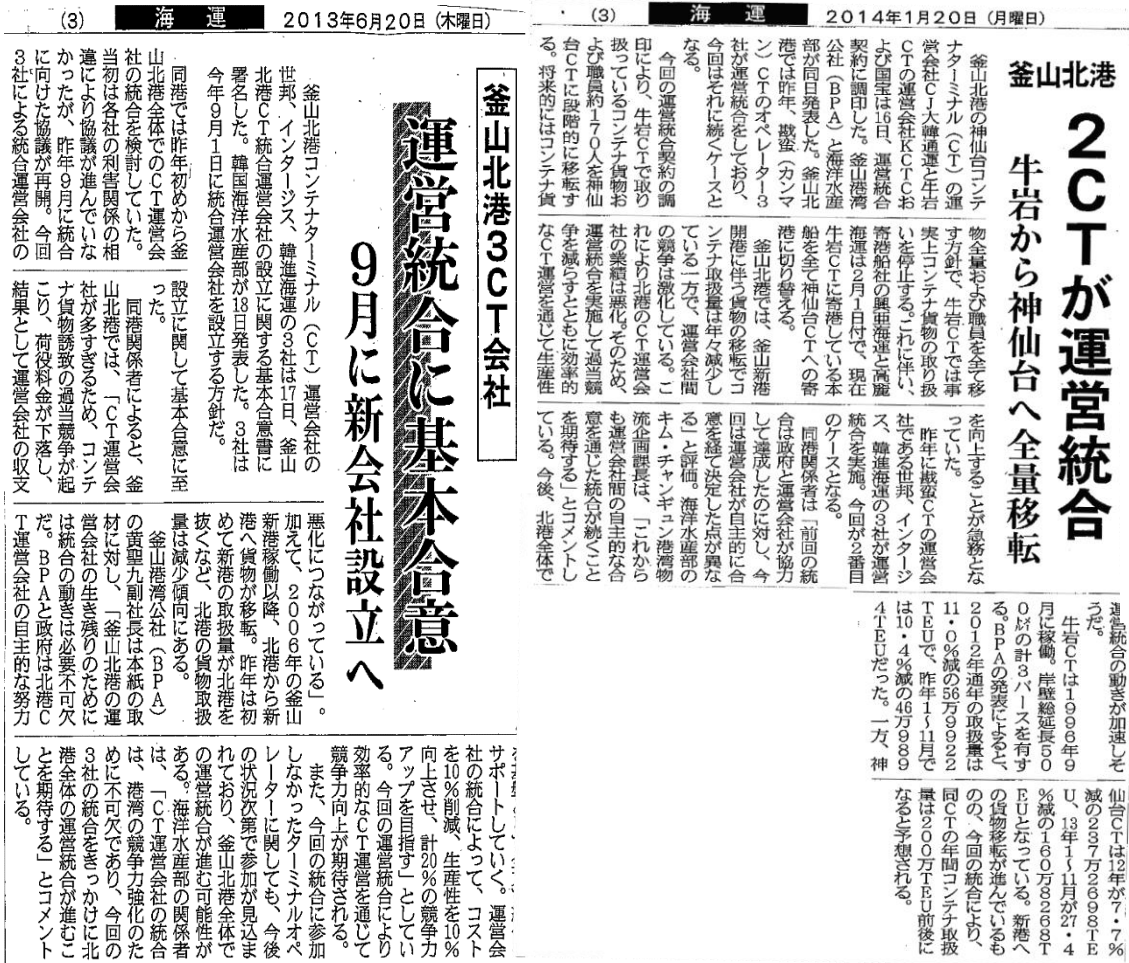 (3) 海運 2013年6月20日(木曜日)
釜山北港3CT会社
運営統合に基本合意
9月に新会社設立へ
釜山北港コンテナターミナル(CT)運営会社の
世邦、インタージス、韓進海運の3社は17日、釜山
北港CT統合運営会社の設立に関する基本合意書に
署名した。韓国海洋水産部が18日発表した。3社は
今年9月1日に統合運営会社を設立する方針だ。
同港では昨年初めから釜
山北港全体でのCT運営会
社の統合を検討していた。
当初は各社の利害関係の相
違により協議が進んでいな
かったが、昨年9月に統合
に向けた協議が再開。今回
3社による統合運営会社の
設立に関して基本合意に至
った。
同港関係者によると、釜
山北港では、「CT運営会
社が多すぎるため、コンテ
ナ貨物誘致の過当競争が起
こり、荷役料金が下落し、
結果として運営会社の収支
悪化につながっている」。
加えて、2006年の釜山
新港稼働以降、北港から新
港へ貨物が移転。昨年は初
めて新港の取扱量が北港を
抜くなど、北港の貨物取扱
量は減少傾向にある。
釜山港湾公社(BPA)
の黄聖九副社長は本紙の取
材に対し、「釜山北港の運
営会社の生き残りのために
は統合の動きは必要不可欠
だ。BPAと政府は北港C
T運営会社の自主的な努力
サポートしていく。運営会
社の統合によって、コスト
を10%削減、生産性を10%
向上させ、計20%の競争力
アップを目指す」としてい
る。今回の運営統合により
効率的なCT運営を通じて
競争力向上が期待される。
また、今回の統合に参加
しなかったターミナルオペ
レーターに関しても、今後
の状況次第で参加が見込ま
れており、釜山北港全体で
の運営統合が進む可能性が
ある。海洋水産部の関係者
は、「CT運営会社の統合
は、港湾の競争力強化のた
めに不可欠であり、今回の
3社の統合をきっかけに北
港全体の運営統合が進むこ
とを期待する」とコメント
している。
(3) 海運 2014年1月20日(月曜日)
釜山北港
2CTが運営統合
牛岩から神仙台へ全量移転
釜山北港の神仙台コンテ
ナターミナル(CT)の運
営会社CJ大韓通運と牛岩
CTの運営会社KCTCお
よび国宝は16日、運営統合
契約に調印した。釜山港湾
公社(BPA)と海洋水産
部が同日発表した。釜山北
港では昨年、戡蛮(カンマ
ン)CTのオペレーター3
社が運営統合をしており、
今回はそれに続くケースと
なる。
今回の運営統合契約の調
印により、牛岩CTで取り
扱っているコンテナ貨物お
よび職員約170人を神仙
台CTに段階的に移転す
る。将来的にはコンテナ貨
物全量および職員を全て移
す方針で、牛岩CTでは事
実上コンテナ貨物の取り扱
いを停止する。これに伴い、
寄港船社の興亜海運と高麗
海運は2月1日付で、現在
牛岩CTに寄港している本
船を全て神仙台CTへの寄
港に切り替える。
釜山北港では、釜山新港
開港に伴う貨物の移転でコ
ンテナ取扱量は年々減少し
ている一方で、運営会社間
の競争は激化している。こ
れにより北港のCT運営会
社の業績は悪化。そのため、
運営統合を実施して過当競
争を減らすとともに効率的
なCT運営を通じて生産性
を向上することが急務とな
っていた。
昨年に戡蛮CTの運営会
社である世邦、インタージ
ス、韓進海運の3社が運営
統合を実施。今回が2番目
のケースとなる。
同港関係者は「前回の統
合は政府と運営会社が協力
して達成したのに対し、今
回は運営会社が自主的に合
意を経て決定した点が異な
る」と評価。海洋水産部の
キム・チャンギュン港湾物
流企画課長は、「これから
も運営会社間の自主的な合
意を通じた統合が続くこと
を期待する」とコメントし
ている。今後、北港全体で
運営統合の動きが加速しそ
うだ。
牛岩CTは1996年9
月に稼働。岸壁総延長50
0㍍の計3バースを有す
る。BPAの発表によると、
2012年通年の取扱量は
11・0%減の56万9922
TEUで、昨年1〜11月で
は10・4%減の46万989
4TEUだった。一方、神
仙台CTは12年が7・7%
減の237万2698TE
U、13年1〜11月が27・4
%減の160万8268T
EUとなっている。新港へ
の貨物移転が進んでいるも
のの、今回の統合により、
同CTの年間コンテナ取扱
量は200万TEU前後に
なると予想される。